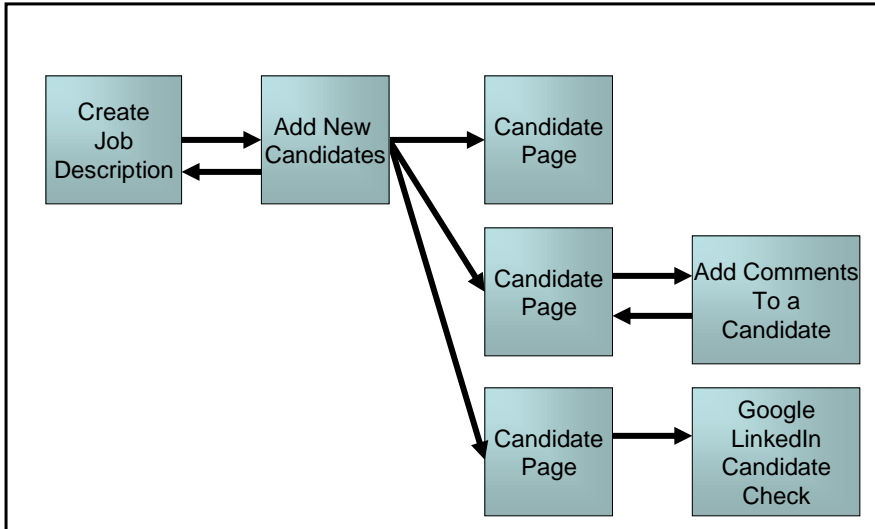 Create
Job
Description
Add New
Candidates
Candidate
Page
Candidate
Page
Add Comments
To a
Candidate
Candidate
Page
Google
LinkedIn
Candidate
Check